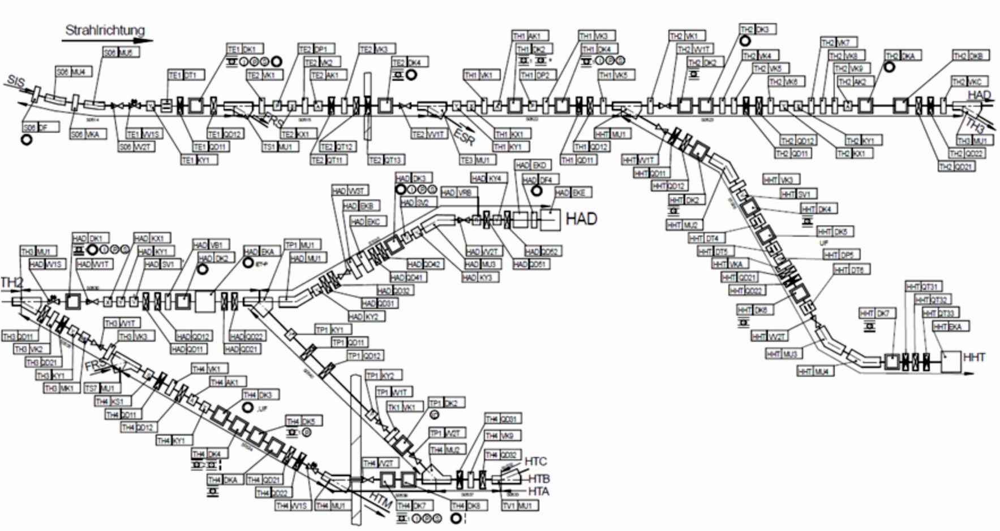 Strahlrichtung
SIS
S06 MU5
S06 MU4
S06 DF
S06 VKA
S06 VV2T
TE1 VV1S
TE1 KY1
TE1 DT1
TE1 QD11
TE1 DK1
TE1 QD12
TS1 MU1
FRS
TE2 VK1
TE2 KX1
TE2 DP1
TE2 VK2
TE2 AK1
TE2 QT11
TE2 QT12
TE2 VK3
TE2 QT13
TE2 DK4
TE2 VV1T
TE3 MU1
ESR
TH1 KX1
TH1 KY1
TH1 VK1
TH1 AK1
TH1 DK2
TH1 DP2
TH1 VK3
TH1 DK4
TH1 VK5
TH1 QD11
TH1 QD12
HHT MU1
TH2 VK1
TH2 VV1T
TH2 DK2
TH2 DK3
TH2 VK4
TH2 VK5
TH2 VK6
TH2 QD11
TH2 QD12
TH2 KX1
TH2 KY1
TH2 VK7
TH2 VK8
TH2 VK9
TH2 AK2
TH2 DKA
TH2 DKB
TH2 VKC
TH2 QD21
TH2 QD22
TH3 MU1
HAD
TH3
HHT VV1T
HHT QD11
HHT QD12
HHT DK2
HHT MU2
HHT VK3
HHT SV1
HHT DK4
HHT DT4
HHT DK5
UF
HHT DT5
HHT DP5
HHT VKA
HHT DT6
HHT QD21
HHT QD22
HHT DK6
HHT VV2T
HHT MU3
HHT MU4
HHT DK7
HHT QT31
HHT QT32
HHT QT33
HHT EKA
HHT
TH2
TH3 MU1
HAD VV1S
HAD DK1
HAD VV1T
HAD KX1
HAD KY1
HAD SV1
HAD QD11
HAD QD12
HAD VB1
HAD DK2
HAD EKA
HAD QD21
HAD QD22
TP1 MU1
HAD MU1
HAD KY2
HAD QD31
HAD QD32
HAD VV3T
HAD EKB
HAD EKC
HAD QD41
HAD QD42
HAD DK3
HAD SV2
HAD KY3
HAD MU3
HAD VV2T
HAD VRB
HAD KY4
HAD QD51
HAD QD52
HAD EKD
HAD DF4
HAD EKE
HAD
TH3 QD11
TH3 VK2
TH3 QD21
TH3 KY1
TH3 MK1
TH3 VV1T
TH3 VK3
FRS
TS7 MU1
TH4 KS1
TH4 QD11
TH4 VK1
TH4 QD12
TH4 AK1
TH4 KY1
TH4 DK3
UF
TH4 DK4
TH4 DK5
TH4 DKA
TH4 QD21
TH4 QD22
TH4 VV1S
TH4 MU1
HTM
TP1 KY1
TP1 QD11
TP1 QD12
TP1 KY2
TP1 VV1T
TK1 VK1
TP1 DK2
TP1 VV2T
TH4 VV2T
TH4 DK7
TH4 DK8
TH4 MU2
TH4 QD31
TH4 VK9
TH4 QD32
TV1 MU1
HTC
HTB
HTA